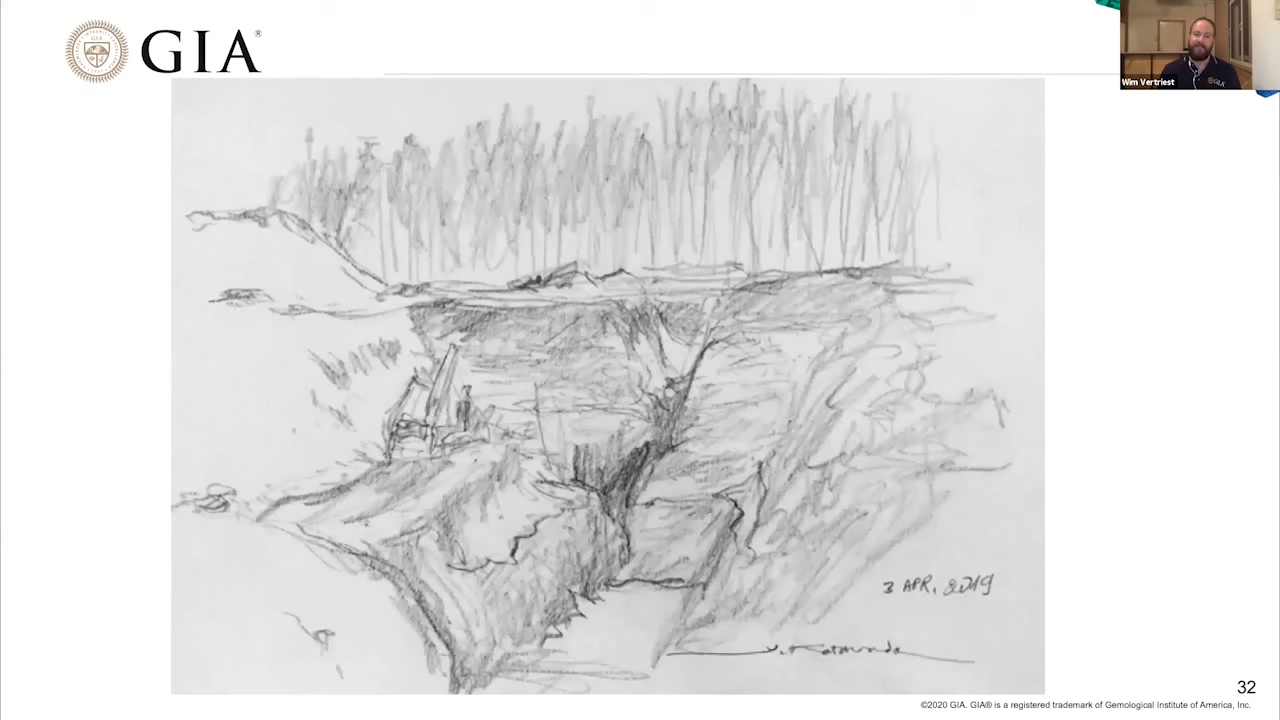 GIA®
Wim Vertriest
3 APR. 2019
32
©2020 GIA. GIA® is a registered trademark of Gemological Institute of America, Inc.